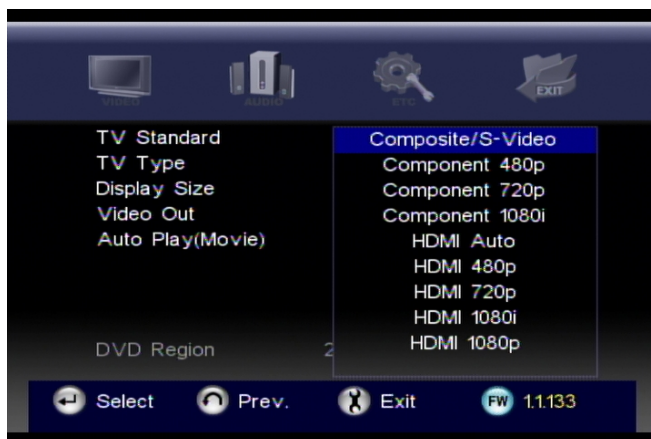 VIDEO
AUDIO
ETC
EXIT
TV Standard
TV Type
Display Size
Video Out
Auto Play(Movie)
DVD Region 2
Composite/S-Video
Component 480p
Component 720p
Component 1080i
HDMI Auto
HDMI 480p
HDMI 720p
HDMI 1080i
HDMI 1080p
Select
Prev.
Exit
FW 1.1.133